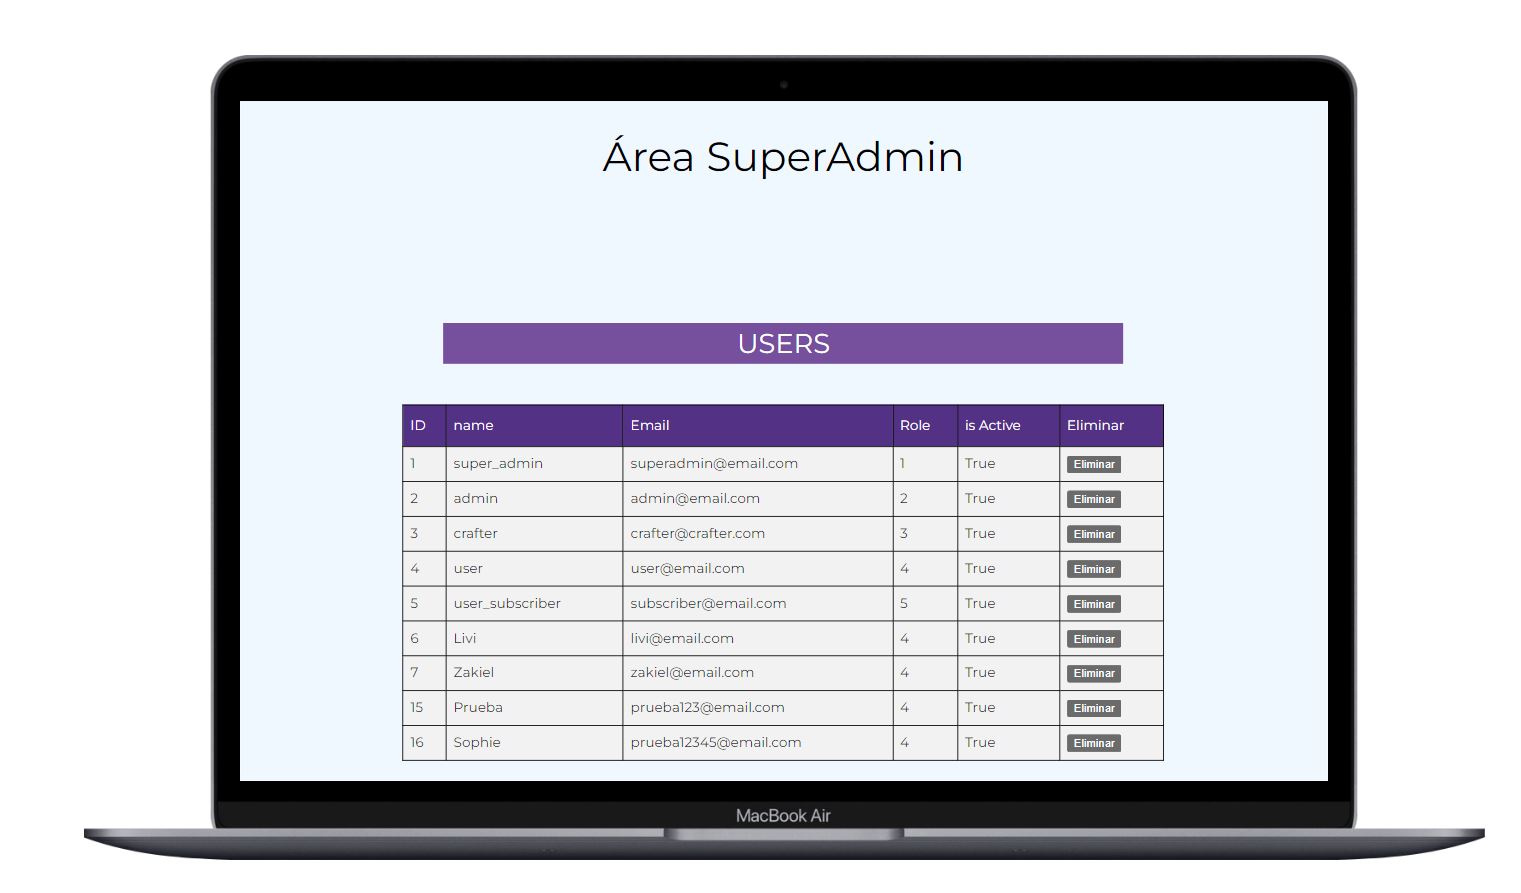 Área SuperAdmin
USERS
ID name Email Role is Active Eliminar
1 super_admin superadmin@email.com 1 True Eliminar
2 admin admin@email.com 2 True Eliminar
3 crafter crafter@crafter.com 3 True Eliminar
4 user user@email.com 4 True Eliminar
5 user_subscriber subscriber@email.com 5 True Eliminar
6 Livi livi@email.com 4 True Eliminar
7 Zakiel zakiel@email.com 4 True Eliminar
15 Prueba prueba123@email.com 4 True Eliminar
16 Sophie prueba12345@email.com 4 True Eliminar
MacBook Air